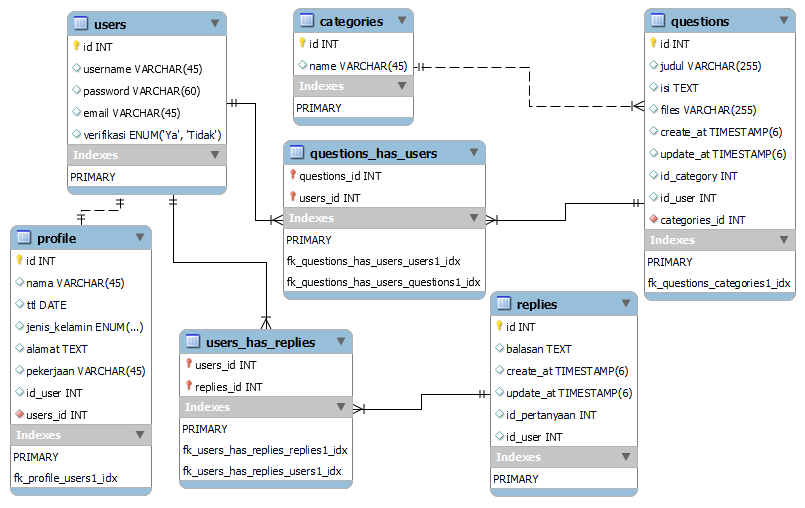 users
id INT
username VARCHAR(45)
password VARCHAR(60)
email VARCHAR(45)
verifikasi ENUM('Ya', 'Tidak')
Indexes
PRIMARY
categories
id INT
name VARCHAR(45)
Indexes
PRIMARY
questions
id INT
judul VARCHAR(255)
isi TEXT
files VARCHAR(255)
create_at TIMESTAMP(6)
update_at TIMESTAMP(6)
id_category INT
id_user INT
categories_id INT
Indexes
PRIMARY
fk_questions_categories1_idx
questions_has_users
questions_id INT
users_id INT
Indexes
PRIMARY
fk_questions_has_users_users1_idx
fk_questions_has_users_questions1_idx
profile
id INT
nama VARCHAR(45)
ttl DATE
jenis_kelamin ENUM(...)
alamat TEXT
pekerjaan VARCHAR(45)
id_user INT
users_id INT
Indexes
PRIMARY
fk_profile_users1_idx
users_has_replies
users_id INT
replies_id INT
Indexes
PRIMARY
fk_users_has_replies_replies1_idx
fk_users_has_replies_users1_idx
replies
id INT
balasan TEXT
create_at TIMESTAMP(6)
update_at TIMESTAMP(6)
id_pertanyaan INT
id_user INT
Indexes
PRIMARY